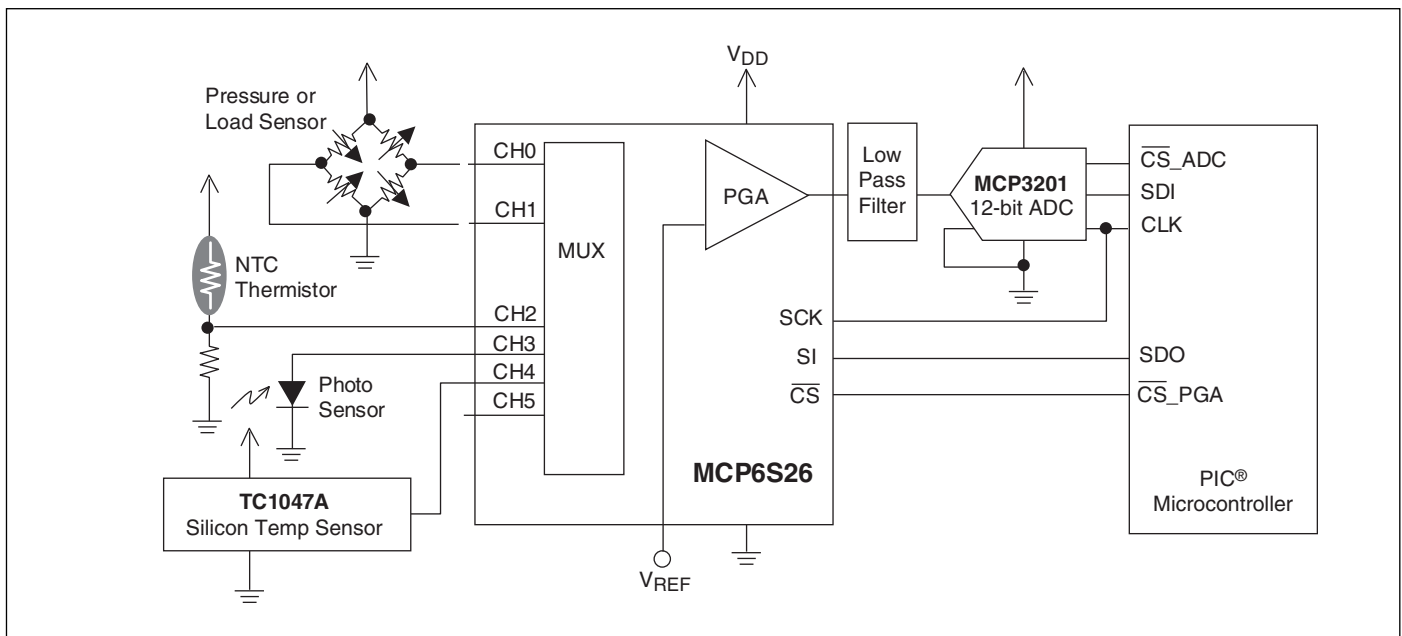 Pressure or
Load Sensor
NTC
Thermistor
Photo
Sensor
TC1047A
Silicon Temp Sensor
CH0
CH1
CH2
CH3
CH4
CH5
MUX
VDD
PGA
VREF
MCP6S26
SCK
SI
CS
Low
Pass
Filter
MCP3201
12-bit ADC
CS_ADC
SDI
CLK
SDO
CS_PGA
PIC®
Microcontroller